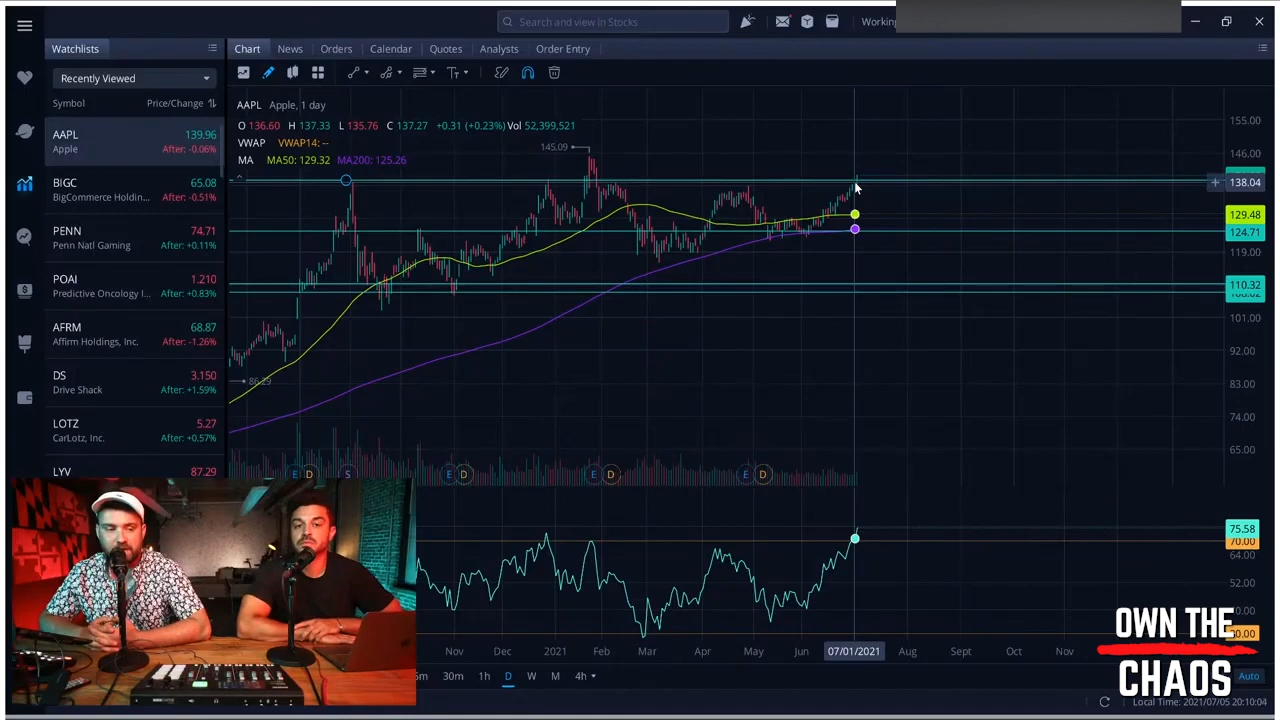 Search and view in Stocks
Working
Watchlists
Chart News Orders Calendar Quotes Analysts Security Order Entry
Recently Viewed
Symbol Price/Change
AAPL 139.96
Apple After: -0.06%
BIGC 65.08
BigCommerce Holdin... After: -0.51%
PENN 74.71
Penn Natl Gaming After: +0.11%
POAI 1.210
Predictive Oncology I... After: +0.83%
AFRM 68.87
Affirm Holdings, Inc. After: -1.26%
DS 3.150
Drive Shack After: +1.59%
LOTZ 5.27
CarLotz, Inc. After: +0.57%
LYV 87.29
AAPL Apple, 1 day
O 136.60 H 137.33 L 135.76 C 137.27 +0.31 (+0.23%) Vol 52,399,521
VWAP VWAP14: --
MA MA50: 129.32 MA200: 125.26
145.09
86.29
155.00
146.00
138.04
129.48
124.71
119.00
110.32
101.00
92.00
83.00
74.00
65.00
E D S E D E D E D
75.58
70.00
64.00
52.00
Nov Dec 2021 Feb Mar Apr May Jun 07/01/2021 Aug Sept Oct Nov
30m 1h D W M 4h
Auto
Local Time: 2021/07/05 20:10:04
OWN THE
CHAOS